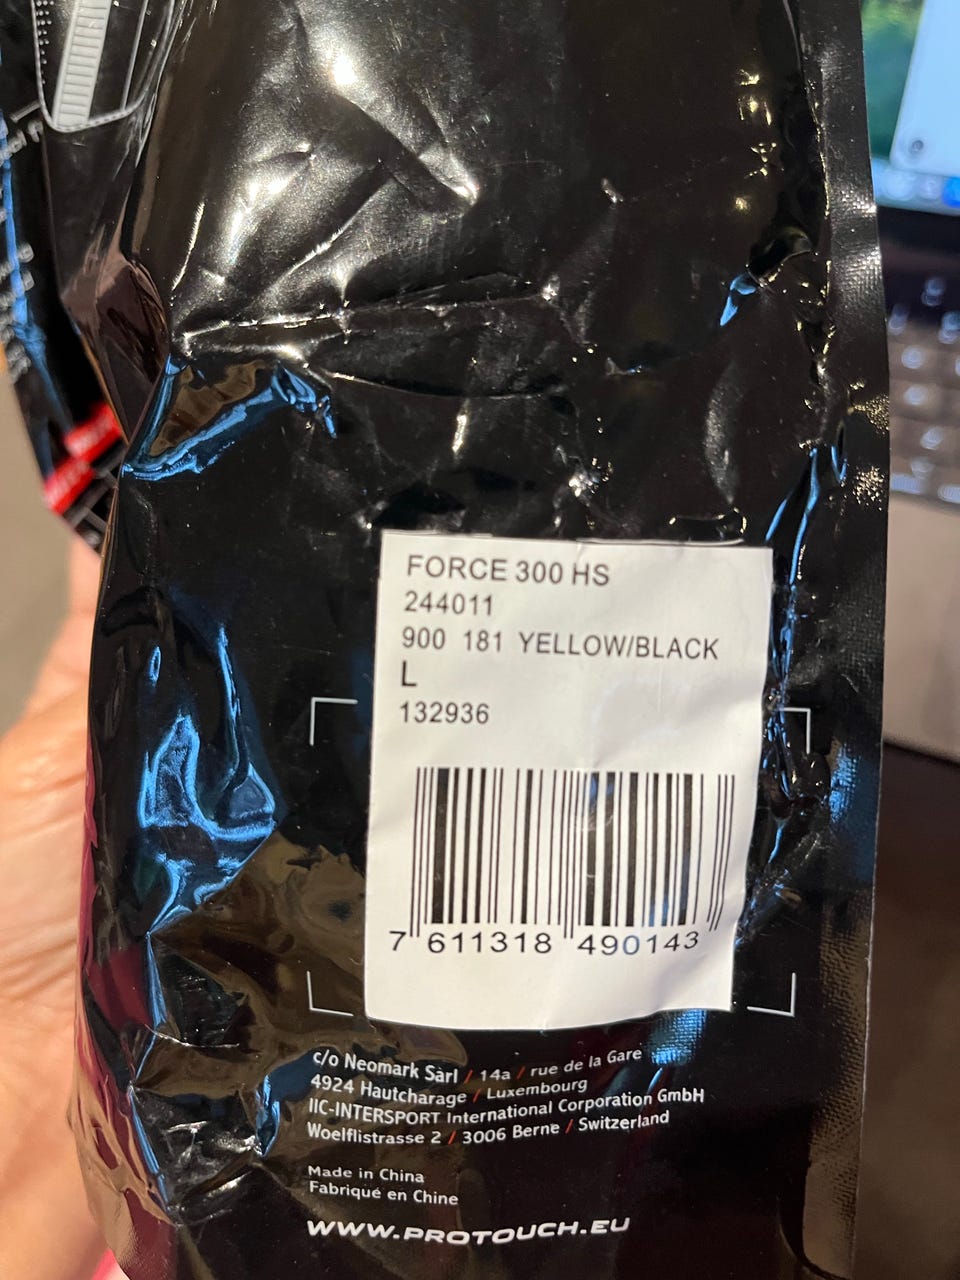 FORCE 300 HS
244011
900 181 YELLOW/BLACK
L
132936
7 611318 490143
c/o Neomark Sàrl / 14a / rue de la Gare
4924 Hautcharage / Luxembourg
IIC-INTERSPORT International Corporation GmbH
Woelflistrasse 2 / 3006 Berne / Switzerland
Made in China
Fabriqué en Chine
WWW.PROTOUCH.EU